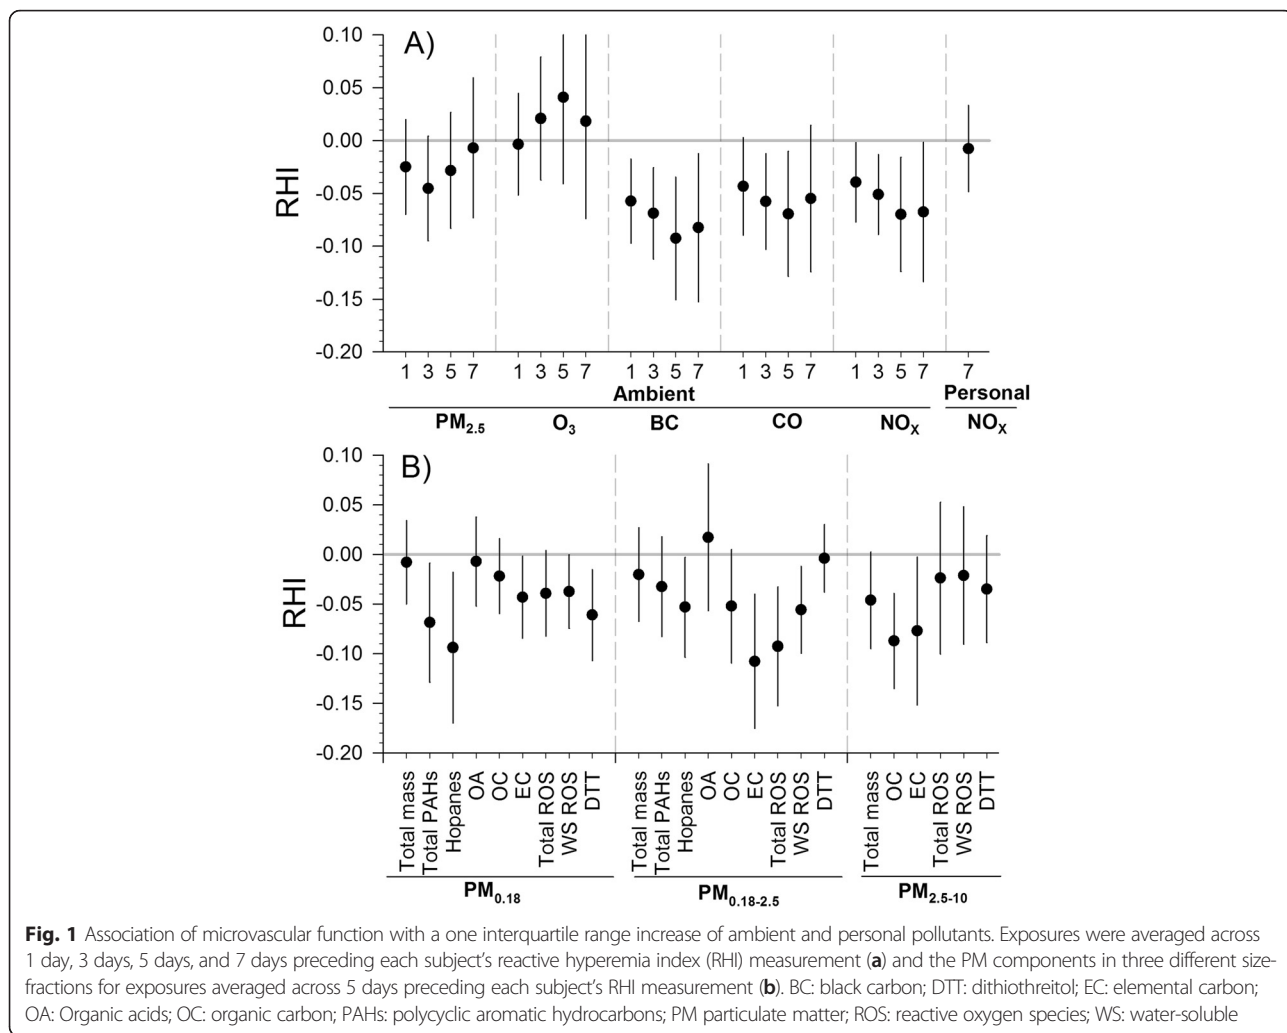 A)
0.10
0.05
0.00
-0.05
-0.10
-0.15
-0.20
RHI
1 3 5 7 1 3 5 7 1 3 5 7 1 3 5 7 1 3 5 7 7
Ambient Personal
PM2.5 O3 BC CO NOX NOX
B)
0.10
0.05
0.00
-0.05
-0.10
-0.15
-0.20
RHI
Total mass
Total PAHs
Hopanes
OA
OC
EC
Total ROS
WS ROS
DTT
Total mass
Total PAHs
Hopanes
OA
OC
EC
Total ROS
WS ROS
DTT
Total mass
OC
EC
Total ROS
WS ROS
DTT
PM0.18 PM0.18-2.5 PM2.5-10
Fig. 1 Association of microvascular function with a one interquartile range increase of ambient and personal pollutants. Exposures were averaged across
1 day, 3 days, 5 days, and 7 days preceding each subject's reactive hyperemia index (RHI) measurement (a) and the PM components in three different size-
fractions for exposures averaged across 5 days preceding each subject's RHI measurement (b). BC: black carbon; DTT: dithiothreitol; EC: elemental carbon;
OA: Organic acids; OC: organic carbon; PAHs: polycyclic aromatic hydrocarbons; PM particulate matter; ROS: reactive oxygen species; WS: water-soluble